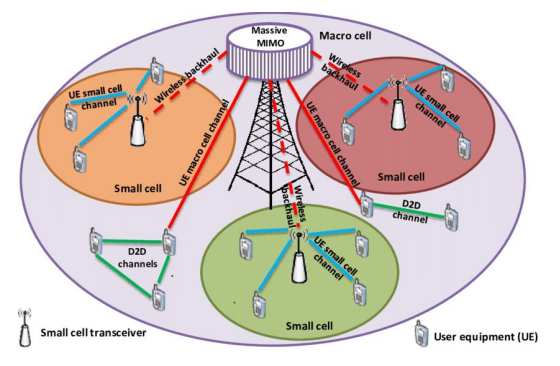 Massive
MIMO
Macro cell
Wireless backhaul
Wireless
backhaul
UE small cell
channel
UE small cell
channel
UE macro cell channel
UE macro cell channel
Small cell
Small cell
Wireless
backhaul
D2D
channel
D2D
channels
UE small cell
channel
Small cell
Small cell transceiver
User equipment (UE)